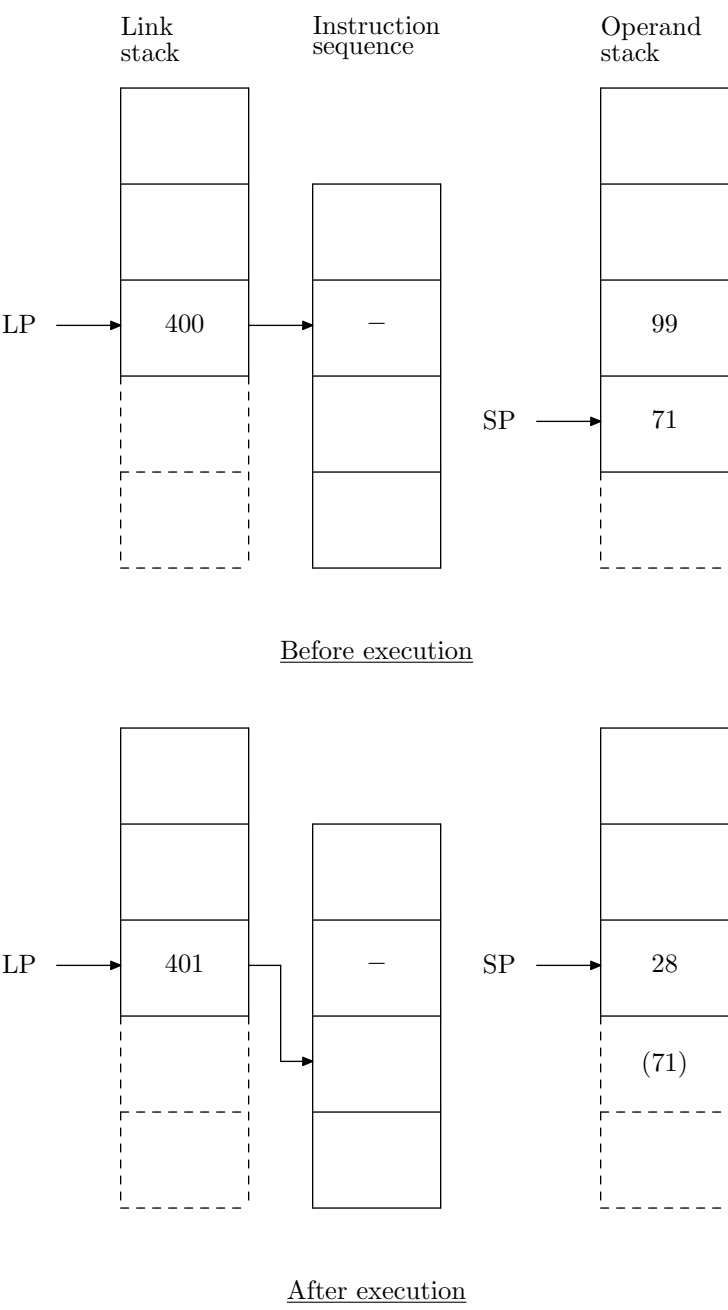 Link
stack
Instruction
sequence
Operand
stack
LP
400
−
99
SP
71
Before execution
LP
401
−
SP
28
(71)
After execution